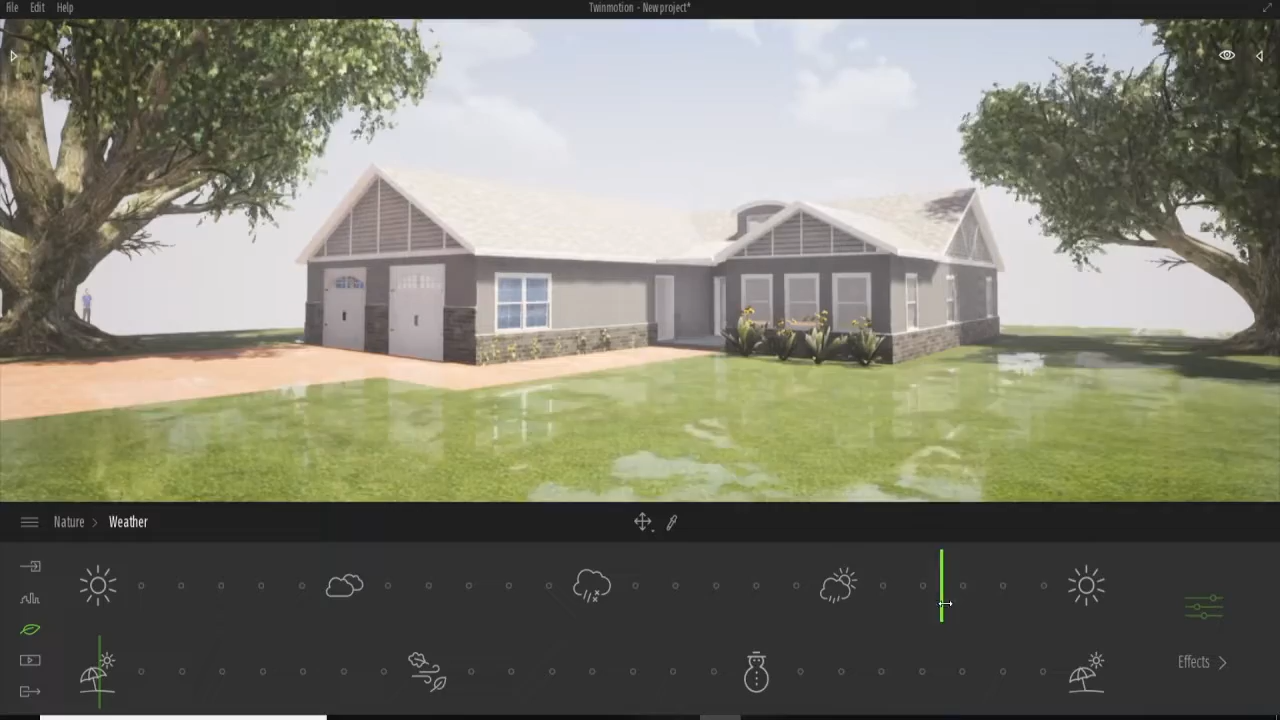 File Edit Help
Twinmotion - New project*
Nature > Weather
Effects >